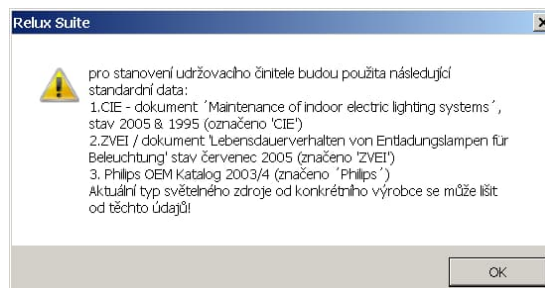 Relux Suite
pro stanovení udržovacího činitele budou použita následující
standardní data:
1.CIE - dokument ´Maintenance of indoor electric lighting systems´,
stav 2005 & 1995 (označeno 'CIE')
2.ZVEI / dokument 'Lebensdauerverhalten von Entladungslampen für
Beleuchtung' stav červenec 2005 (značeno 'ZVEI')
3. Philips OEM Katalog 2003/4 (značeno ´Philips´)
Aktuální typ světelného zdroje od konkrétního výrobce se může lišit
od těchto údajů!
OK